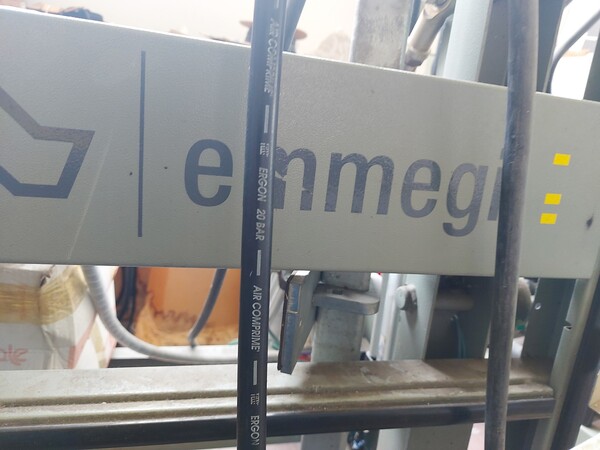 emmegi
AIR COMPRIME
ERGON 20 BAR
AIR COMPRIME
ERGON